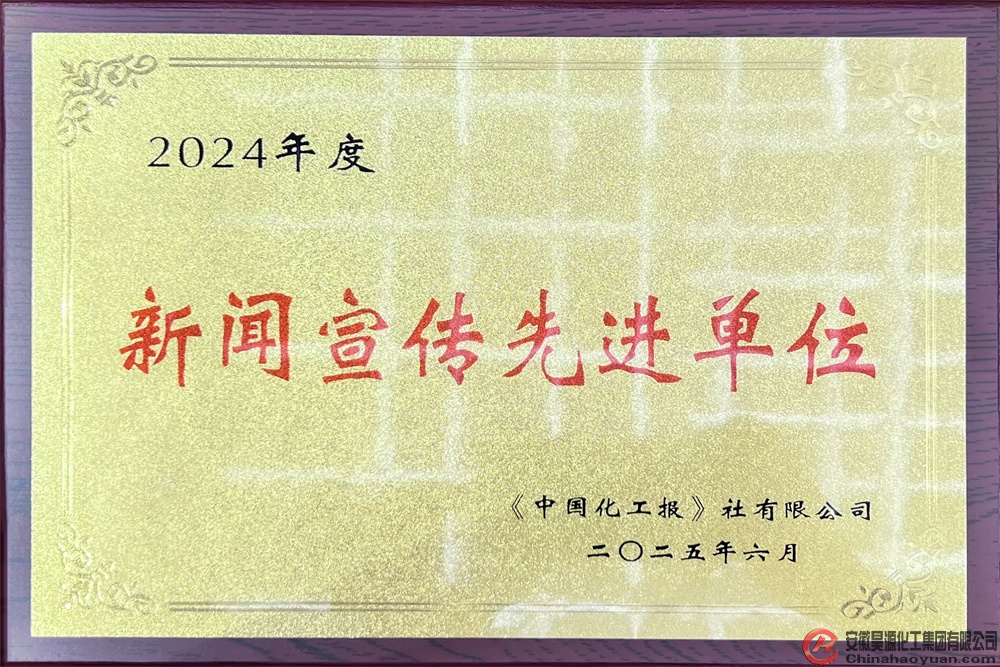 2024年度
新闻宣传先进单位
《中国化工报》社有限公司
二〇二五年六月
安徽昊源化工集团有限公司
Chinahaoyuan.com